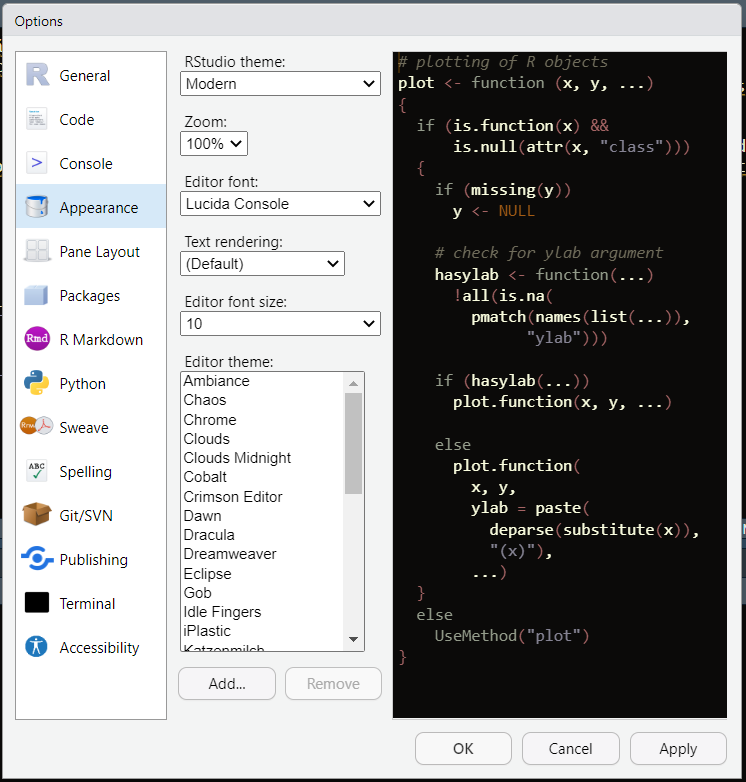 Options
General
Code
Console
Appearance
Pane Layout
Packages
Rmd R Markdown
Python
Rnw Sweave
ABC Spelling
Git/SVN
Publishing
Terminal
Accessibility
RStudio theme:
Modern
Zoom:
100%
Editor font:
Lucida Console
Text rendering:
(Default)
Editor font size:
10
Editor theme:
Ambiance
Chaos
Chrome
Clouds
Clouds Midnight
Cobalt
Crimson Editor
Dawn
Dracula
Dreamweaver
Eclipse
Gob
Idle Fingers
iPlastic
Katzenmilch
Add...
Remove
# plotting of R objects
plot <- function (x, y, ...)
{
  if (is.function(x) &&
      is.null(attr(x, "class")))
  {
    if (missing(y))
      y <- NULL

    # check for ylab argument
    hasylab <- function(...)
      !all(is.na(
        pmatch(names(list(...)),
              "ylab")))

    if (hasylab(...))
      plot.function(x, y, ...)

    else
      plot.function(
        x, y,
        ylab = paste(
          deparse(substitute(x)),
          "(x)"),
        ...)
  }
  else
    UseMethod("plot")
}
OK
Cancel
Apply